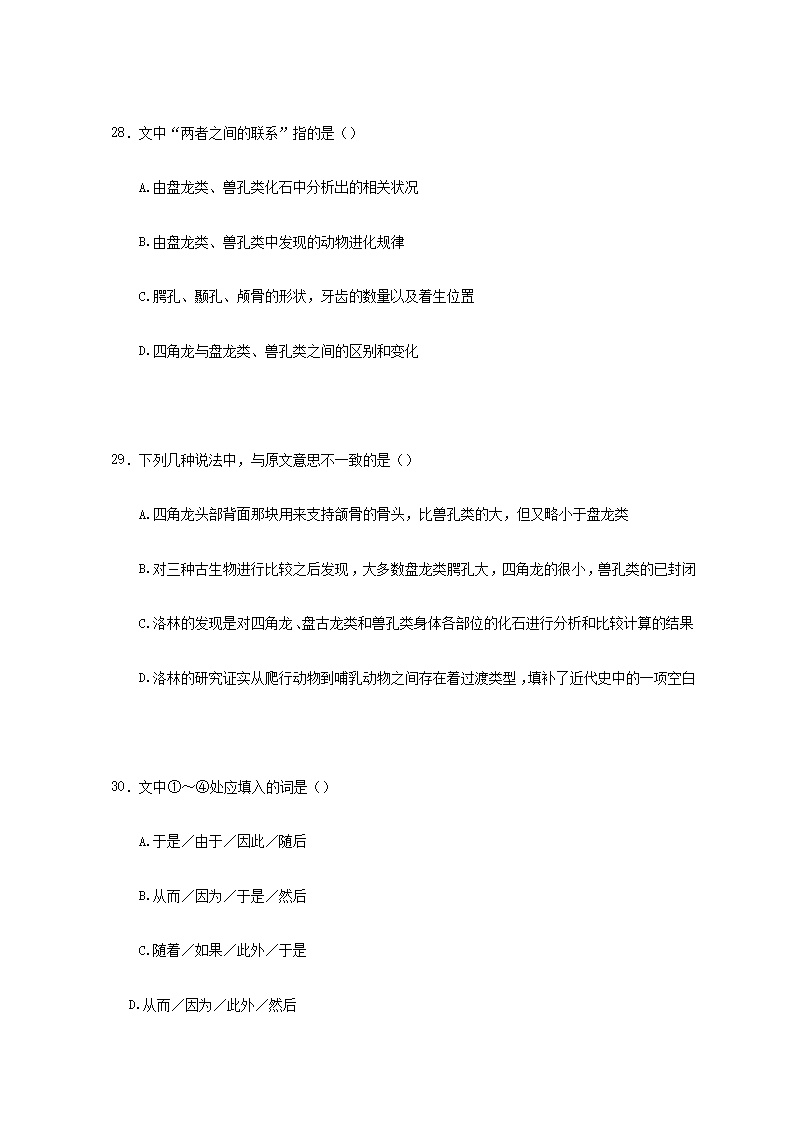 28．文中“两者之间的联系”指的是()
A.由盘龙类、兽孔类化石中分析出的相关状况
B.由盘龙类、兽孔类中发现的动物进化规律
C.腭孔、颞孔、颅骨的形状，牙齿的数量以及着生位置
D.四角龙与盘龙类、兽孔类之间的区别和变化
29．下列几种说法中，与原文意思不一致的是()
A.四角龙头部背面那块用来支持颌骨的骨头，比兽孔类的大，但又略小于盘龙类
B.对三种古生物进行比较之后发现，大多数盘龙类腭孔大，四角龙的很小，兽孔类的已封闭
C.洛林的发现是对四角龙、盘古龙类和兽孔类身体各部位的化石进行分析和比较计算的结果
D.洛林的研究证实从爬行动物到哺乳动物之间存在着过渡类型，填补了近代史中的一项空白
30．文中①～④处应填入的词是()
A.于是／由于／因此／随后
B.从而／因为／于是／然后
C.随着／如果／此外／于是
D.从而／因为／此外／然后